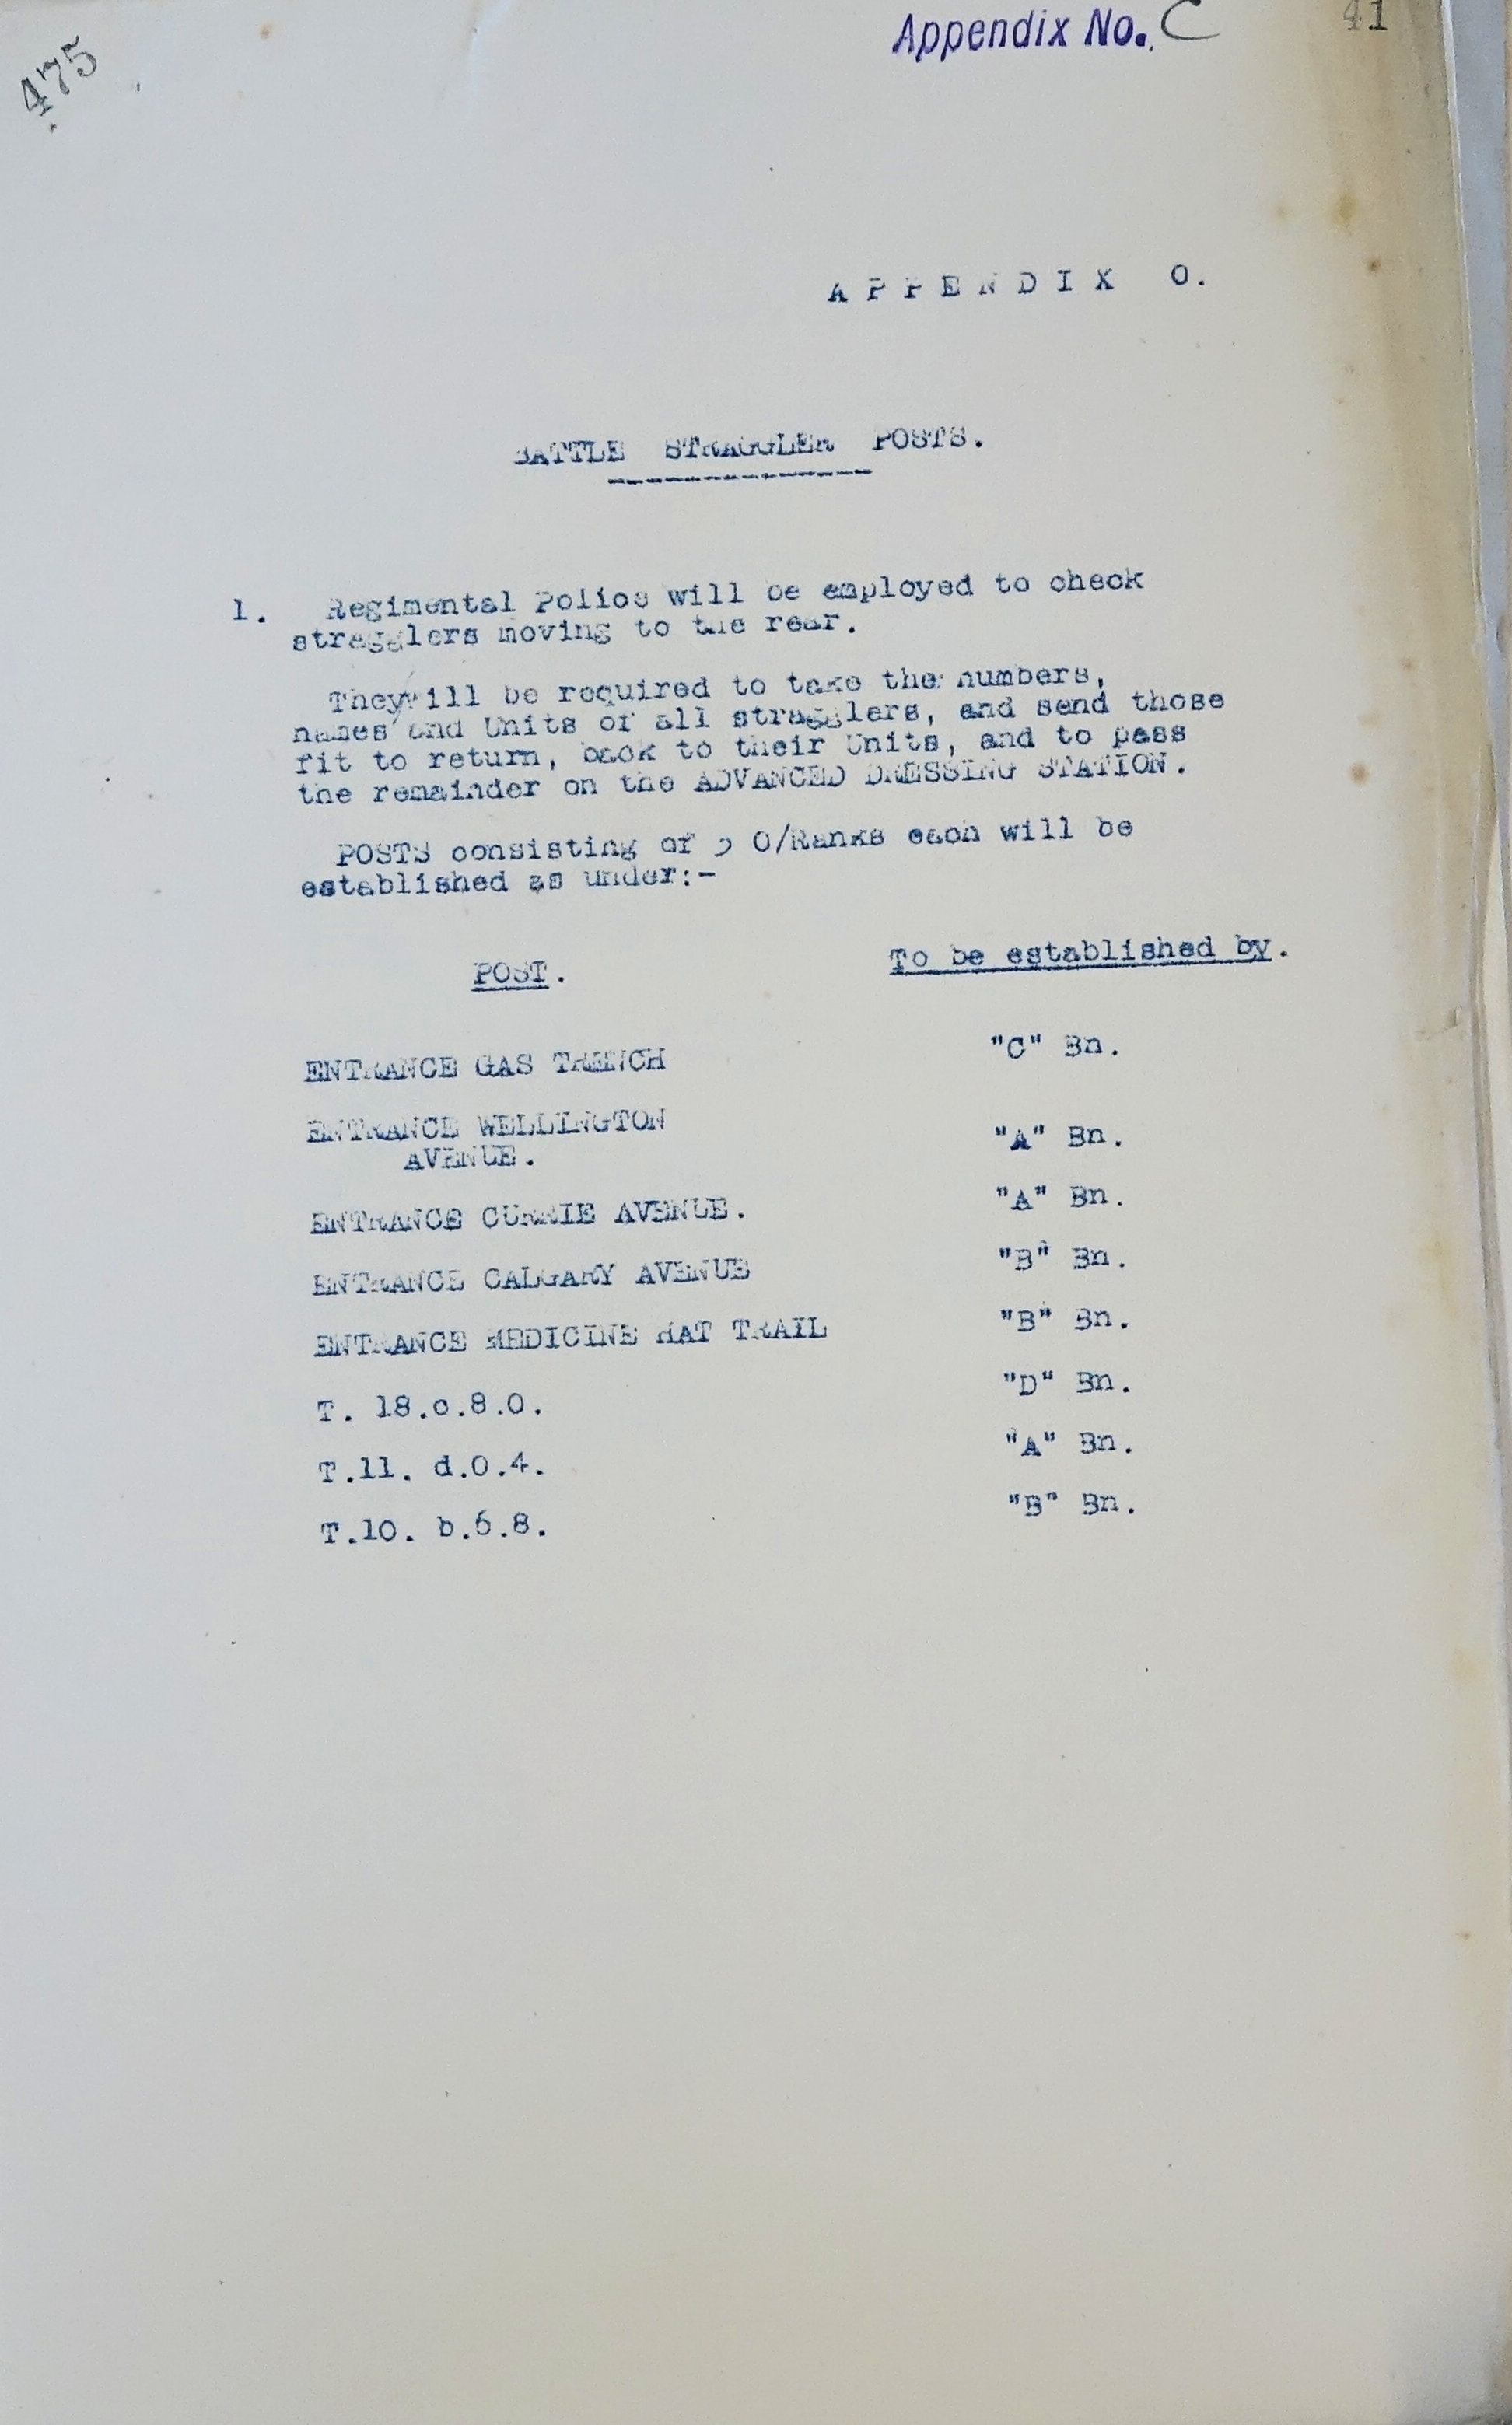 475
Appendix No. C
41
APPENDIX O.
BATTLE STRAGGLER POSTS.
1. Regimental Police will be employed to check
stragglers moving to the rear.
They will be required to take the numbers,
names and Units of all stragglers, and send those
fit to return, back to their Units, and to pass
the remainder on the ADVANCED DRESSING STATION.
POSTS consisting of O/Ranks each will be
established as under:-
POST. To be established by.
ENTRANCE GAS TRENCH "C" Bn.
ENTRANCE WELLINGTON
AVENUE. "A" Bn.
ENTRANCE CURRIE AVENUE. "A" Bn.
ENTRANCE CALGARY AVENUE "B" Bn.
ENTRANCE MEDICINE HAT TRAIL "B" Bn.
T. 18.c.8.0. "D" Bn.
T.11. d.0.4. "A" Bn.
T.10. b.6.8. "B" Bn.